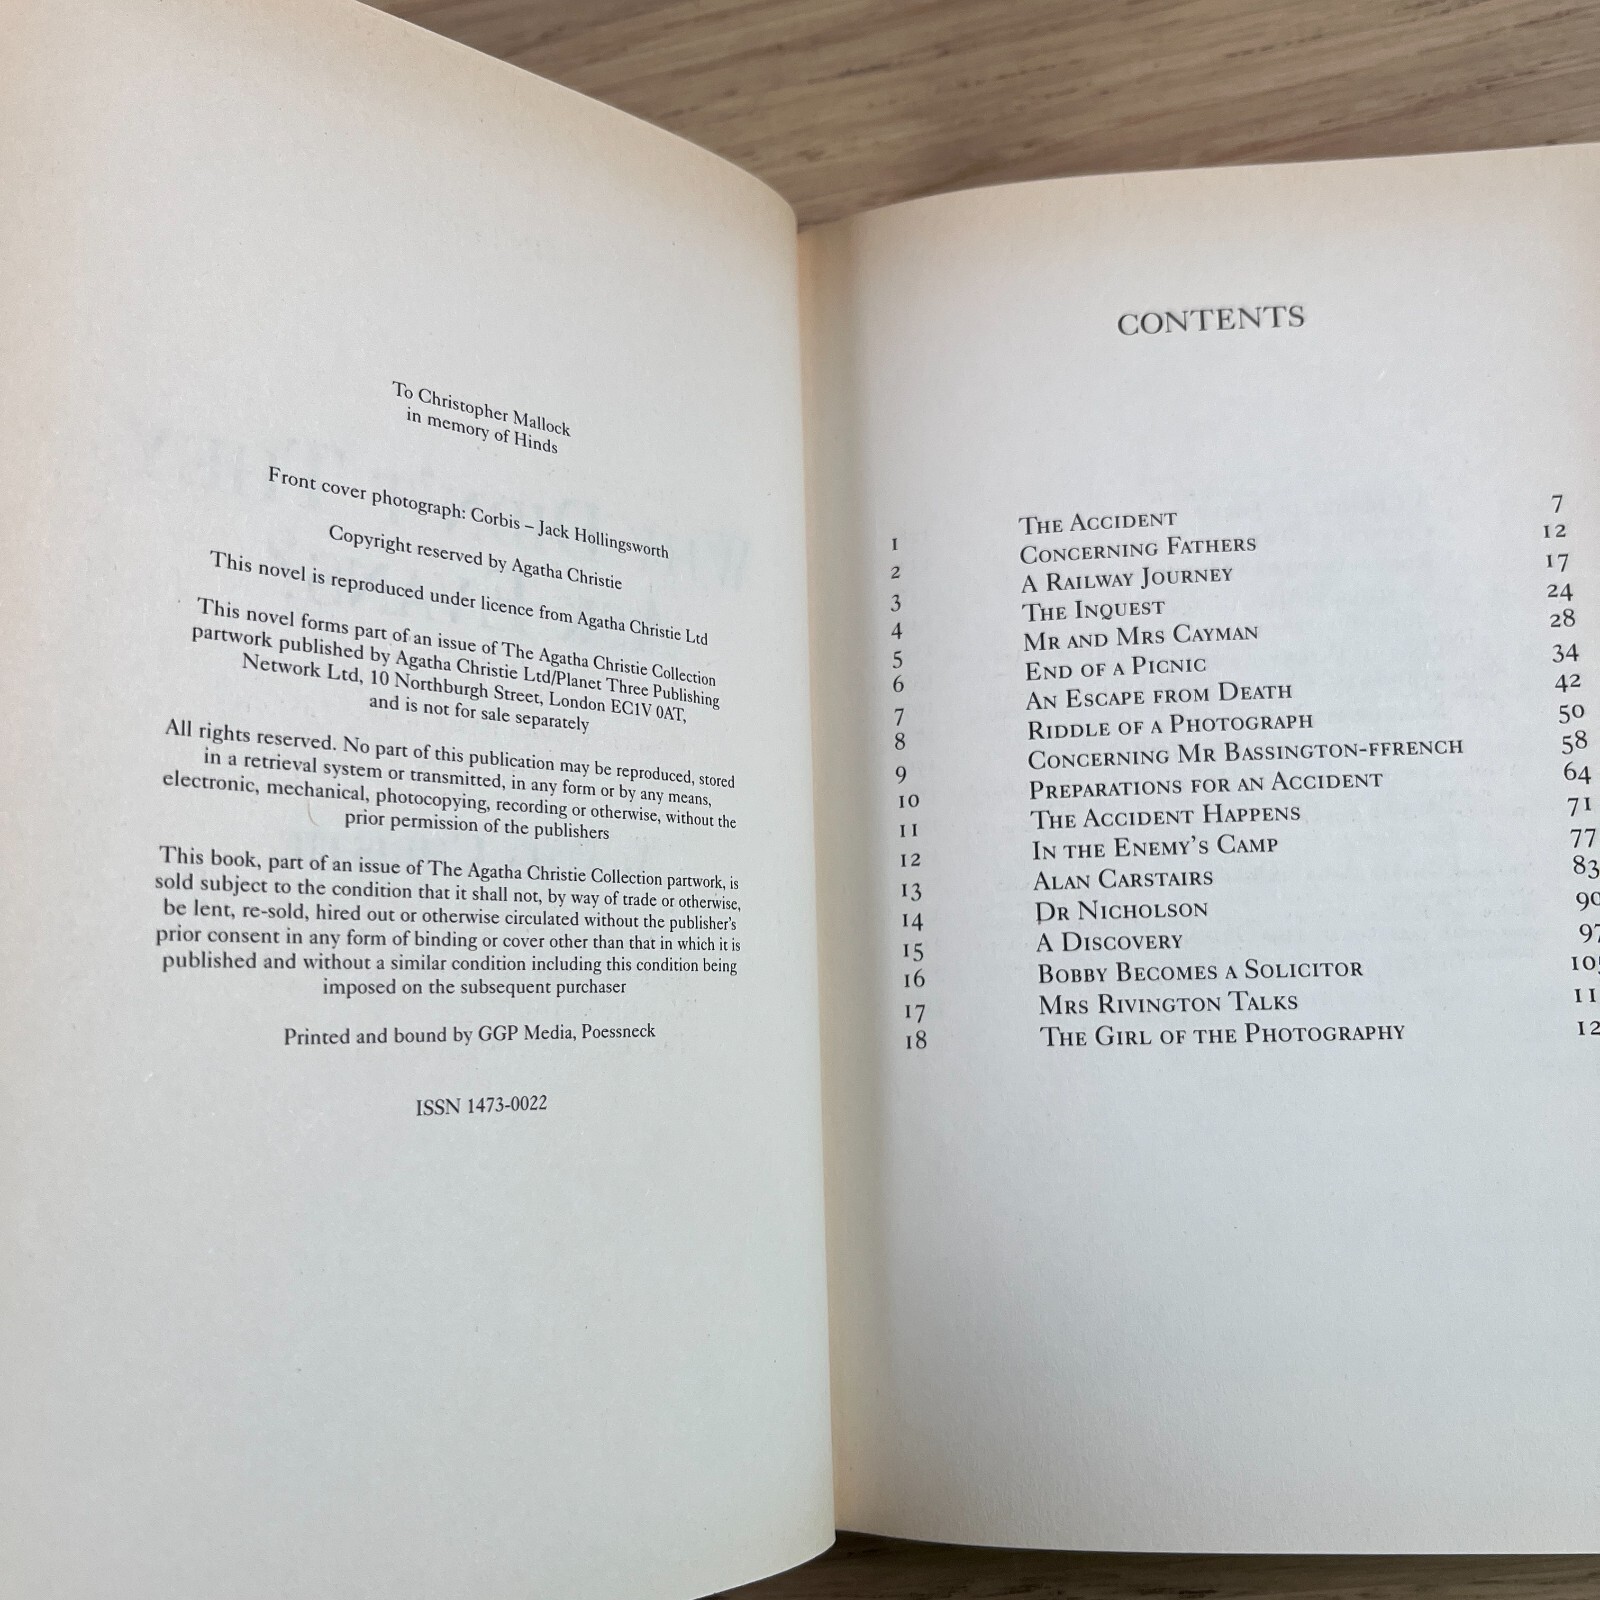 To Christopher Mallock
in memory of Hinds
Front cover photograph: Corbis – Jack Hollingsworth
Copyright reserved by Agatha Christie
This novel is reproduced under licence from Agatha Christie Ltd
This novel forms part of an issue of The Agatha Christie Collection
partwork published by Agatha Christie Ltd/Planet Three Publishing
Network Ltd, 10 Northburgh Street, London EC1V 0AT,
and is not for sale separately
All rights reserved. No part of this publication may be reproduced, stored
in a retrieval system or transmitted, in any form or by any means,
electronic, mechanical, photocopying, recording or otherwise, without the
prior permission of the publishers
This book, part of an issue of The Agatha Christie Collection partwork, is
sold subject to the condition that it shall not, by way of trade or otherwise,
be lent, re-sold, hired out or otherwise circulated without the publisher's
prior consent in any form of binding or cover other than that in which it is
published and without a similar condition including this condition being
imposed on the subsequent purchaser
Printed and bound by GGP Media, Poessneck
ISSN 1473-0022
CONTENTS
1 THE ACCIDENT 7
2 CONCERNING FATHERS 12
3 A RAILWAY JOURNEY 17
4 THE INQUEST 24
5 MR AND MRS CAYMAN 28
6 END OF A PICNIC 34
7 AN ESCAPE FROM DEATH 42
8 RIDDLE OF A PHOTOGRAPH 50
9 CONCERNING MR BASSINGTON-FFRENCH 58
10 PREPARATIONS FOR AN ACCIDENT 64
11 THE ACCIDENT HAPPENS 71
12 IN THE ENEMY'S CAMP 77
13 ALAN CARSTAIRS 83
14 DR NICHOLSON 90
15 A DISCOVERY 97
16 BOBBY BECOMES A SOLICITOR 105
17 MRS RIVINGTON TALKS 11
18 THE GIRL OF THE PHOTOGRAPHY 12